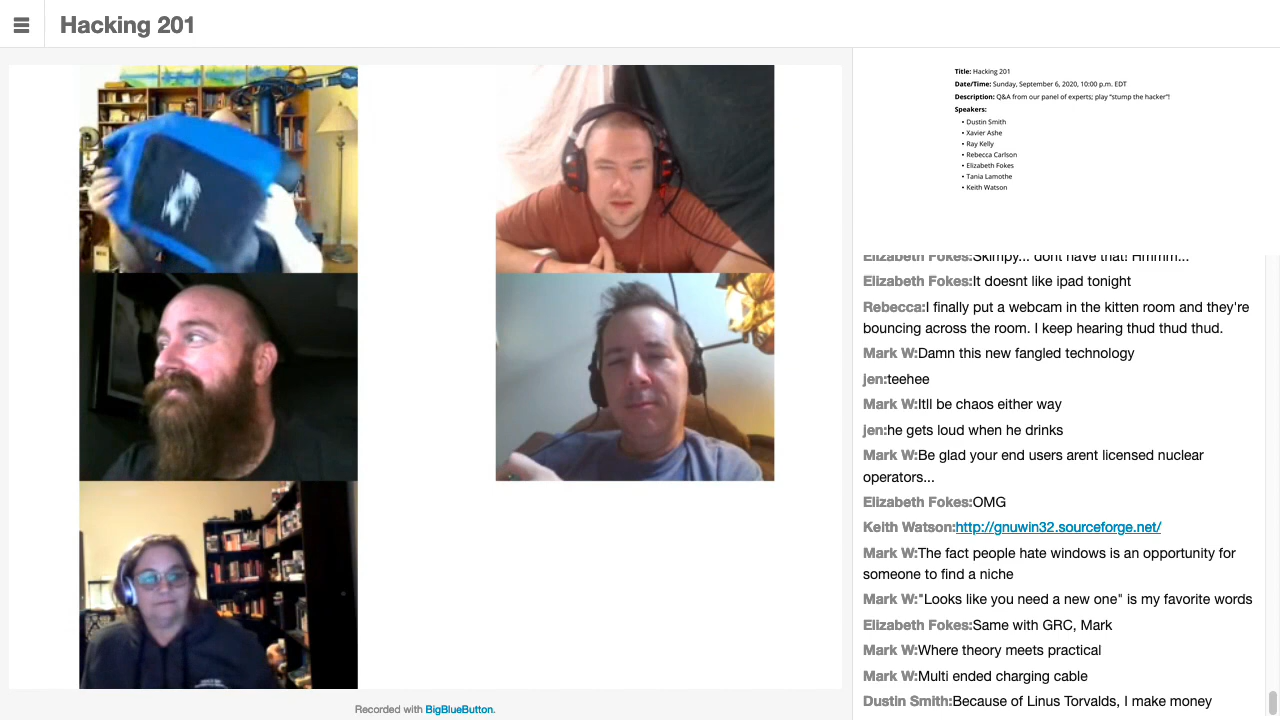 Hacking 201
Title: Hacking 201
Date/Time: Sunday, September 6, 2020, 10:00 p.m. EDT
Description: Q&A from our panel of experts; play "stump the hacker"!
Speakers:
• Dustin Smith
• Xavier Ashe
• Ray Kelly
• Rebecca Carlson
• Elizabeth Fokes
• Tania Lamothe
• Keith Watson
Elizabeth Fokes:Skimpy... dont have that! Hmmm...
Elizabeth Fokes:It doesnt like ipad tonight
Rebecca:I finally put a webcam in the kitten room and they're
bouncing across the room. I keep hearing thud thud thud.
Mark W:Damn this new fangled technology
jen:teehee
Mark W:Itll be chaos either way
jen:he gets loud when he drinks
Mark W:Be glad your end users arent licensed nuclear
operators...
Elizabeth Fokes:OMG
Keith Watson:http://gnuwin32.sourceforge.net/
Mark W:The fact people hate windows is an opportunity for
someone to find a niche
Mark W:"Looks like you need a new one" is my favorite words
Elizabeth Fokes:Same with GRC, Mark
Mark W:Where theory meets practical
Mark W:Multi ended charging cable
Dustin Smith:Because of Linus Torvalds, I make money
Recorded with BigBlueButton.